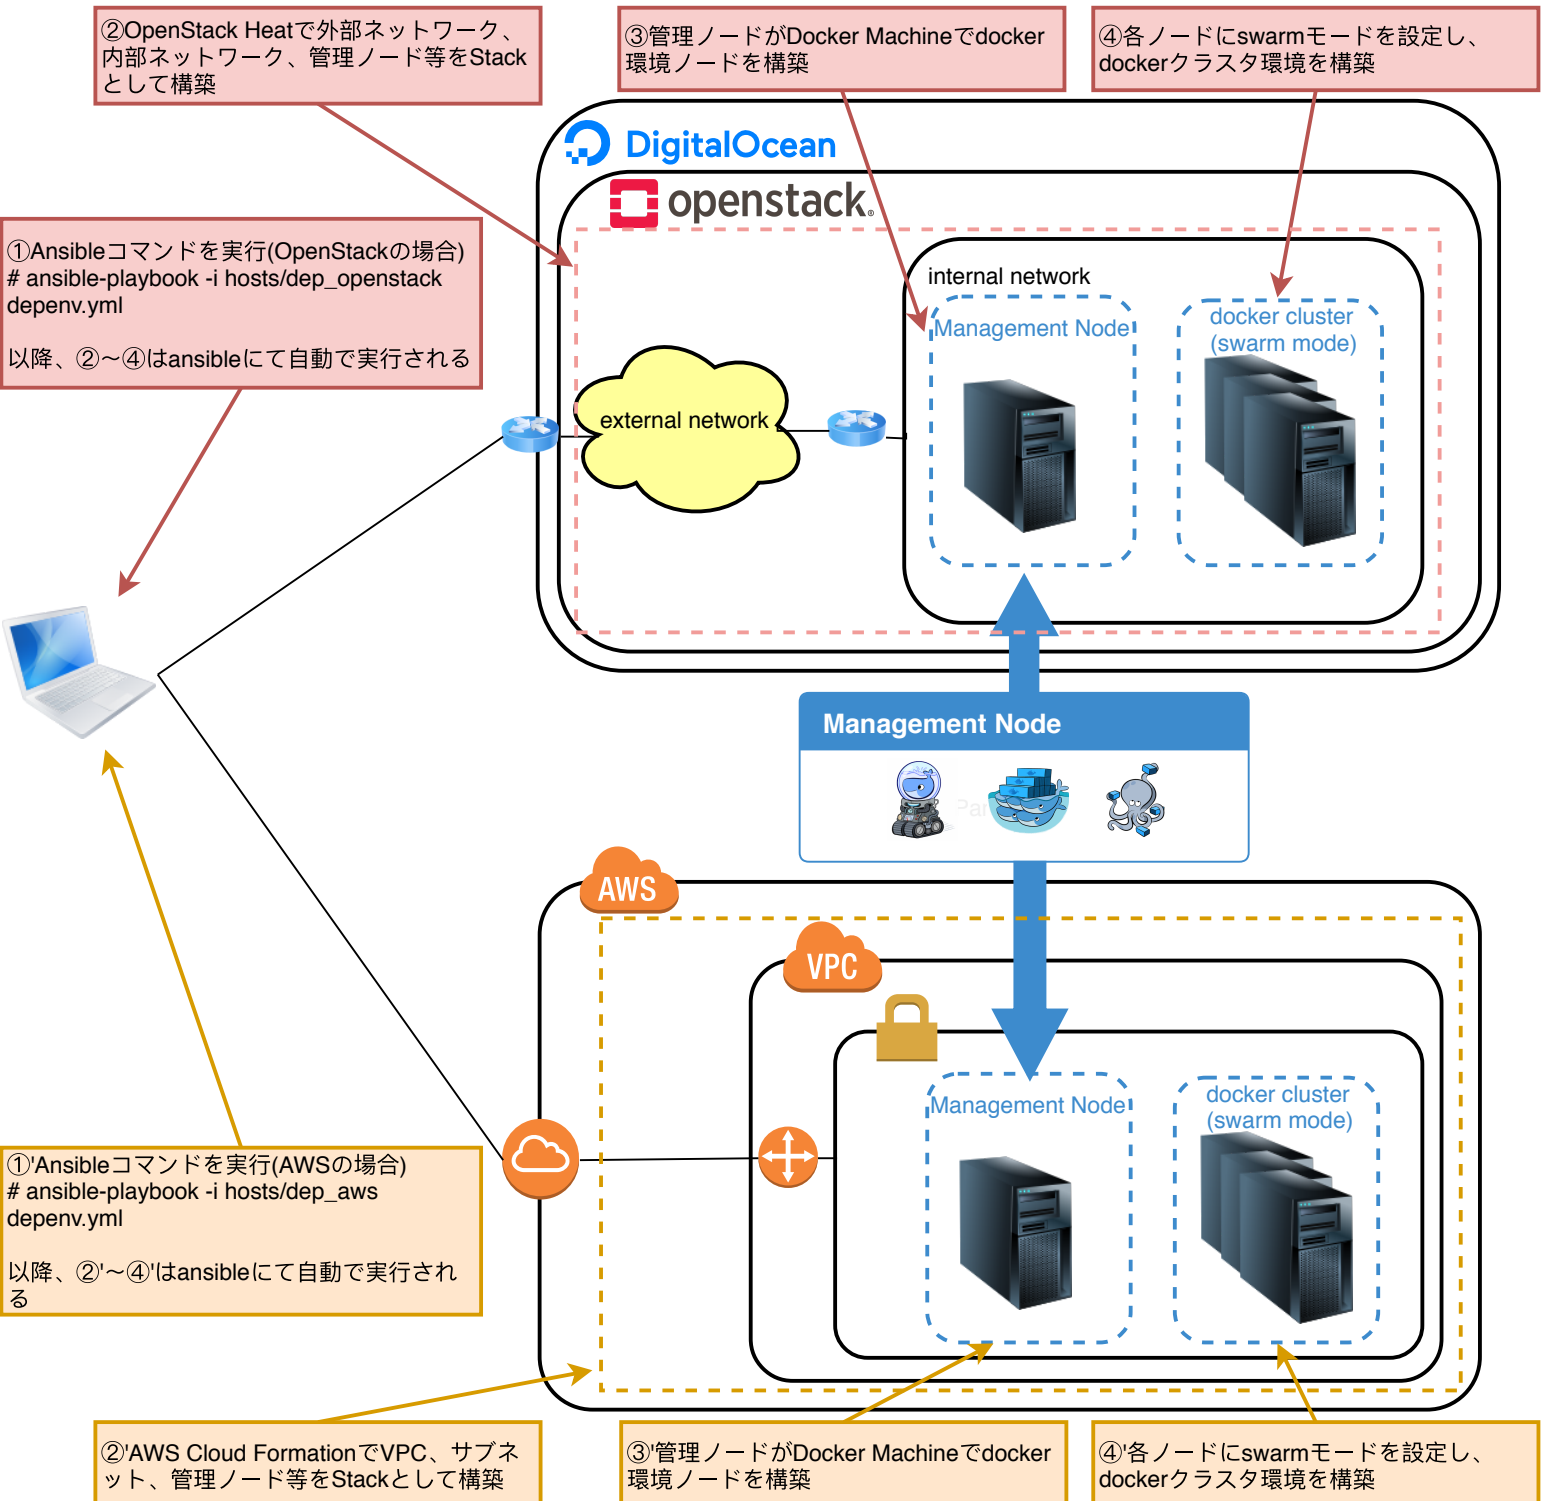 ②OpenStack Heatで外部ネットワーク、
内部ネットワーク、管理ノード等をStack
として構築
③管理ノードがDocker Machineでdocker
環境ノードを構築
④各ノードにswarmモードを設定し、
dockerクラスタ環境を構築
DigitalOcean
openstack®
①Ansibleコマンドを実行(OpenStackの場合)
# ansible-playbook -i hosts/dep_openstack
depenv.yml
以降、②〜④はansibleにて自動で実行される
internal network
Management Node
docker cluster
(swarm mode)
external network
Management Node
AWS
VPC
Management Node
docker cluster
(swarm mode)
①'Ansibleコマンドを実行(AWSの場合)
# ansible-playbook -i hosts/dep_aws
depenv.yml
以降、②'〜④'はansibleにて自動で実行され
る
②'AWS Cloud FormationでVPC、サブネ
ット、管理ノード等をStackとして構築
③'管理ノードがDocker Machineでdocker
環境ノードを構築
④'各ノードにswarmモードを設定し、
dockerクラスタ環境を構築